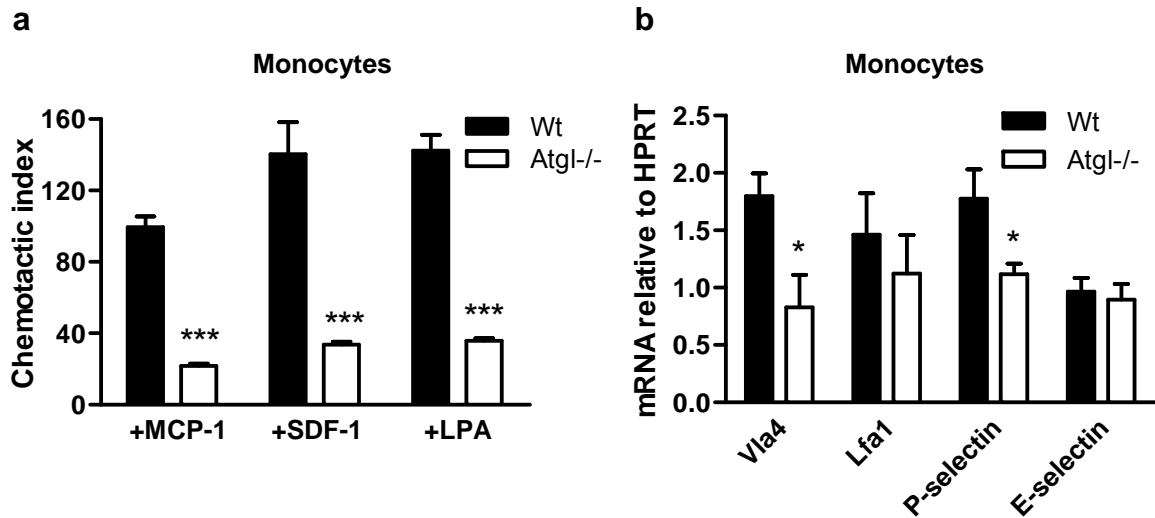 a
Monocytes
Chemotactic index
160
120
80
40
0
Wt
Atgl-/-
***
***
***
+MCP-1
+SDF-1
+LPA
b
Monocytes
mRNA relative to HPRT
2.5
2.0
1.5
1.0
0.5
0.0
Wt
Atgl-/-
*
*
Vla4
Lfa1
P-selectin
E-selectin